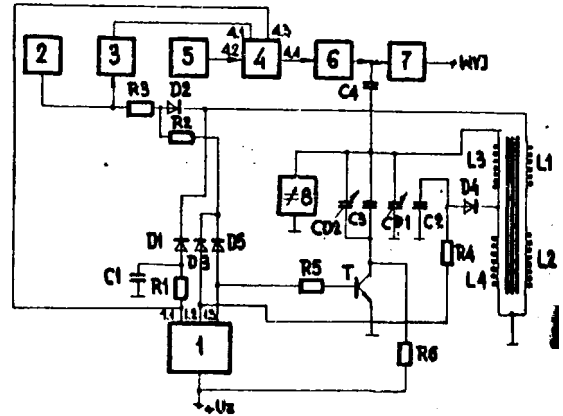 4.1
4.3
2
3
5
4.2
4
4.4
6
7
WYJ
R3
D2
C4
R2
≠8
L3
L1
D4
CD2
C3
CD1
C2
D1
D3
D5
R4
L4
L2
C1
R1
R5
T
1.1
1.2
1.3
1
R6
+Uz